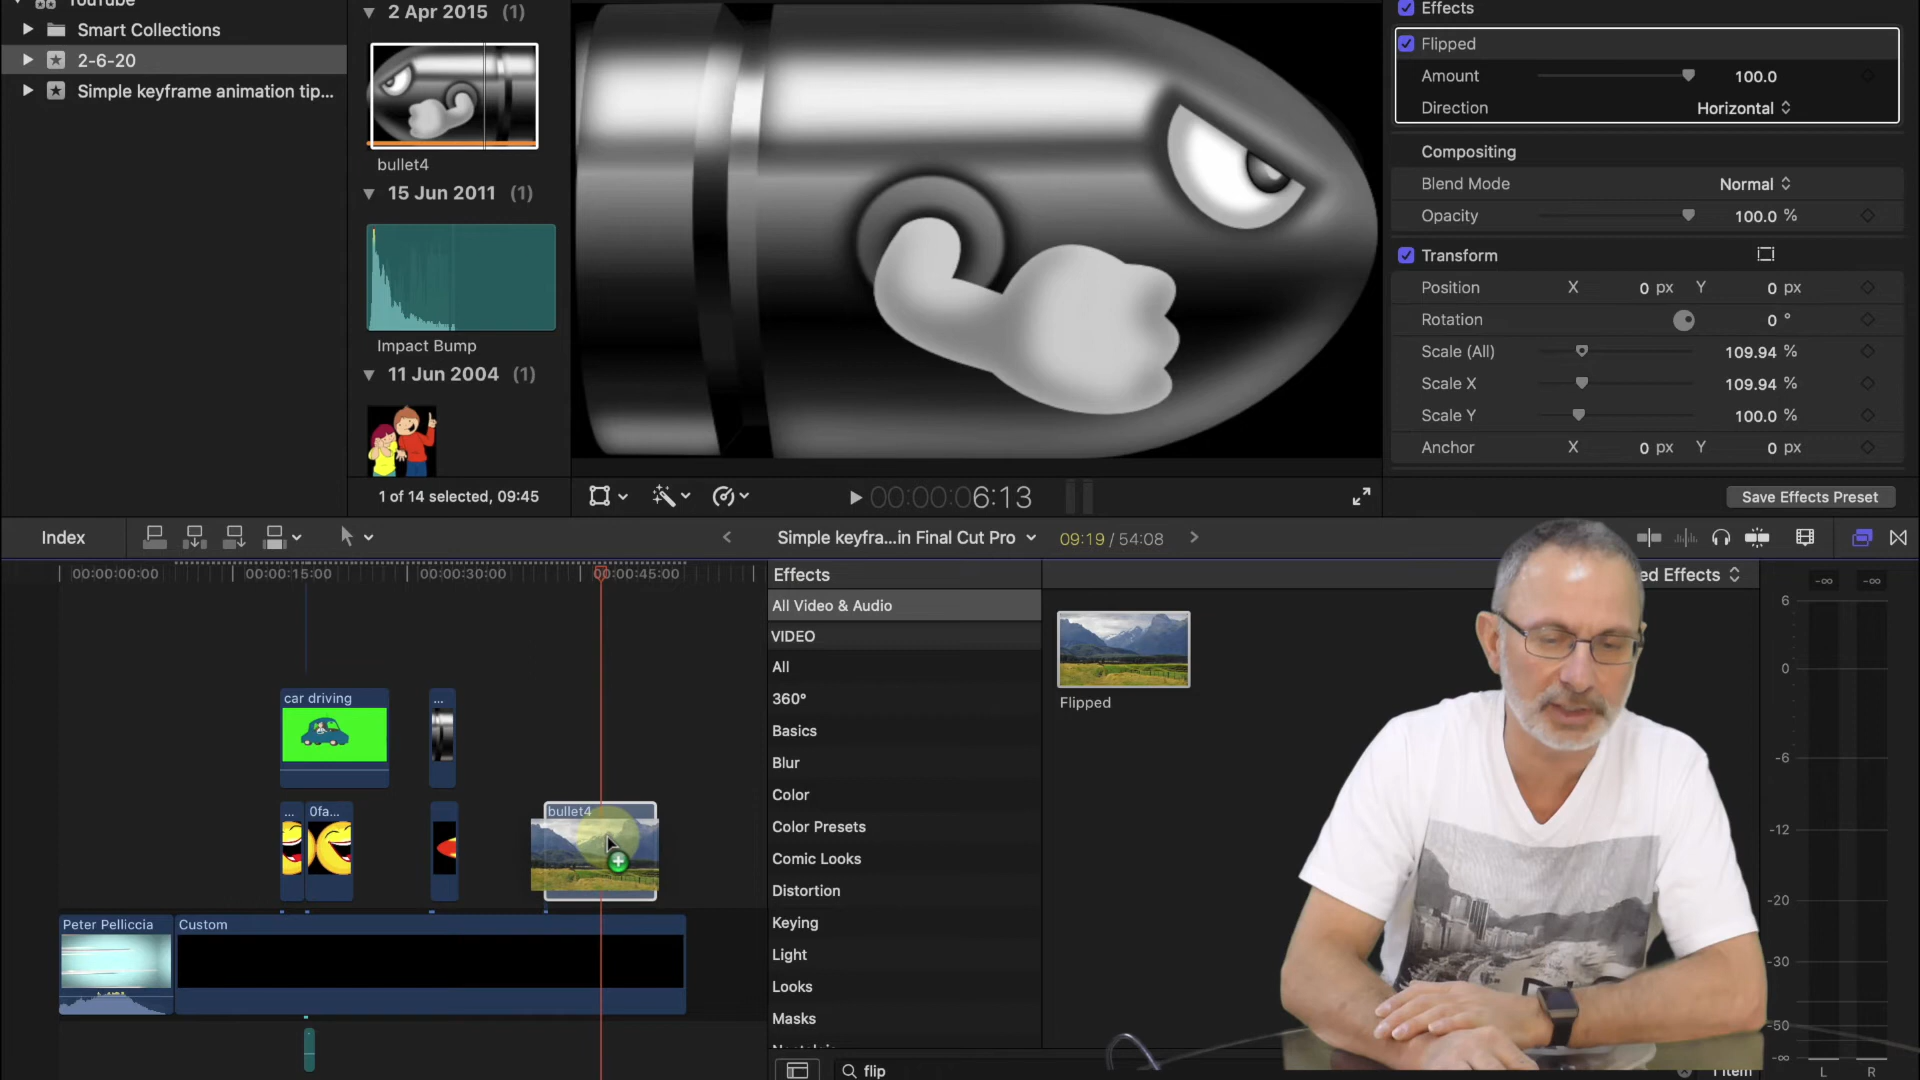 YouTube
Smart Collections
2-6-20
Simple keyframe animation tip...
2 Apr 2015 (1)
bullet4
15 Jun 2011 (1)
Impact Bump
11 Jun 2004 (1)
1 of 14 selected, 09:45
00:00:06:13
Effects
Flipped
Amount 100.0
Direction Horizontal
Compositing
Blend Mode Normal
Opacity 100.0 %
Transform
Position X 0 px Y 0 px
Rotation 0 °
Scale (All) 109.94 %
Scale X 109.94 %
Scale Y 100.0 %
Anchor X 0 px Y 0 px
Save Effects Preset
Index
Simple keyfra...in Final Cut Pro
09:19 / 54:08
00:00:00:00
00:00:15:00
00:00:30:00
00:00:45:00
car driving
...
...
0fa...
bullet4
Peter Pelliccia
Custom
Effects
ed Effects
All Video & Audio
VIDEO
All
360°
Basics
Blur
Color
Color Presets
Comic Looks
Distortion
Keying
Light
Looks
Masks
Flipped
flip
1 item
-∞ -∞
6
0
-6
-12
-20
-30
-50
-∞
L R